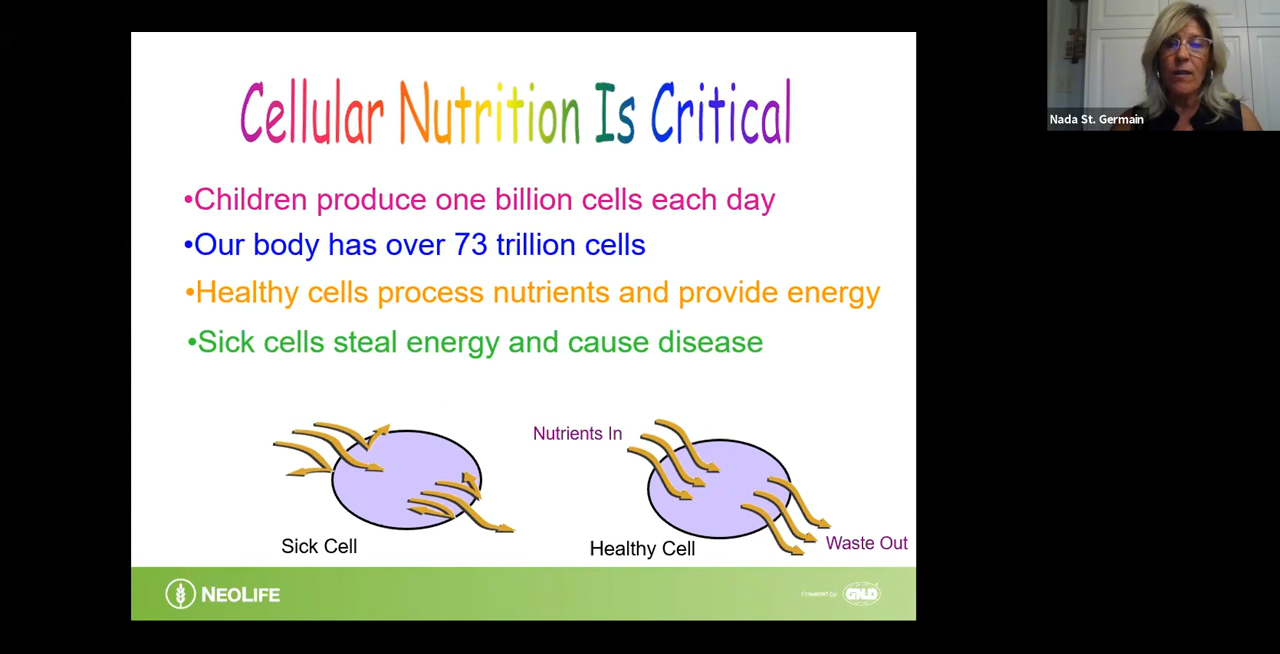 Cellular Nutrition Is Critical
•Children produce one billion cells each day
•Our body has over 73 trillion cells
•Healthy cells process nutrients and provide energy
•Sick cells steal energy and cause disease
Nutrients In
Sick Cell
Healthy Cell
Waste Out
NEOLIFE
Powered by GNLD
Nada St. Germain